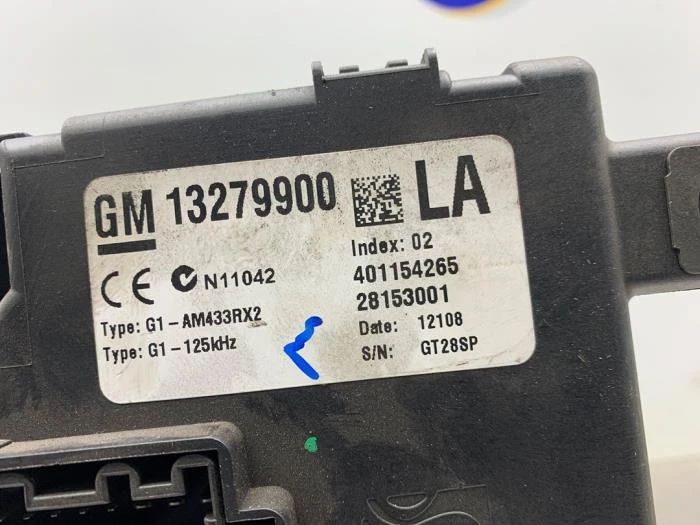 GM 13279900 LA
Index: 02
CE N11042
401154265
28153001
Type: G1-AM433RX2
Date: 12108
Type: G1-125kHz
S/N: GT28SP